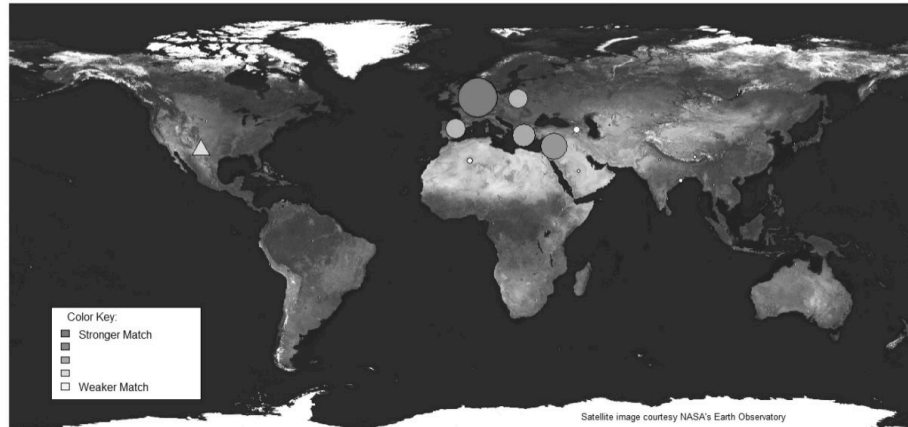 Color Key:
Stronger Match
Weaker Match
Satellite image courtesy NASA's Earth Observatory